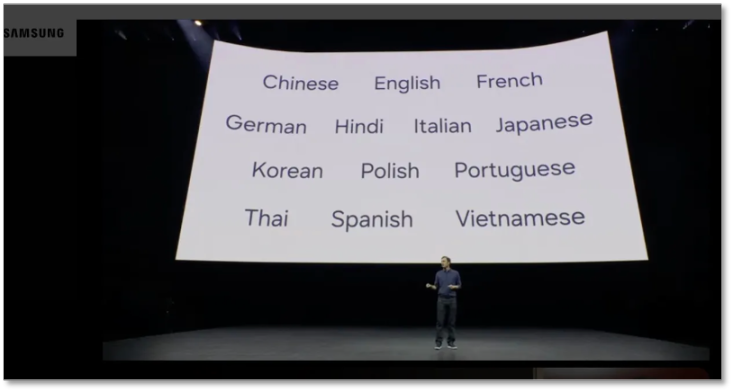 SAMSUNG
Chinese English French
German Hindi Italian Japanese
Korean Polish Portuguese
Thai Spanish Vietnamese